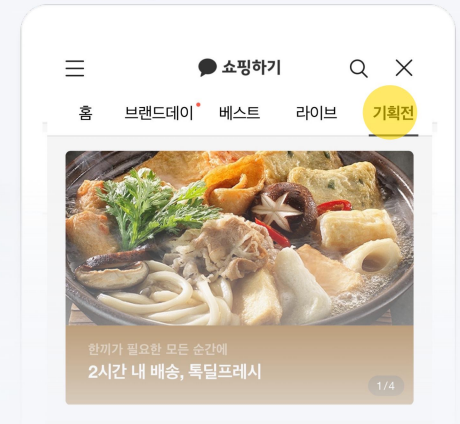 쇼핑하기
홈 브랜드데이 베스트 라이브 기획전
한끼가 필요한 모든 순간에
2시간 내 배송, 톡딜프레시
1/4